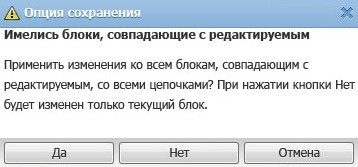 Опция сохранения
Имелись блоки, совпадающие с редактируемым
Применить изменения ко всем блокам, совпадающим с
редактируемым, со всеми цепочками? При нажатии кнопки Нет
будет изменен только текущий блок.
Да Нет Отмена